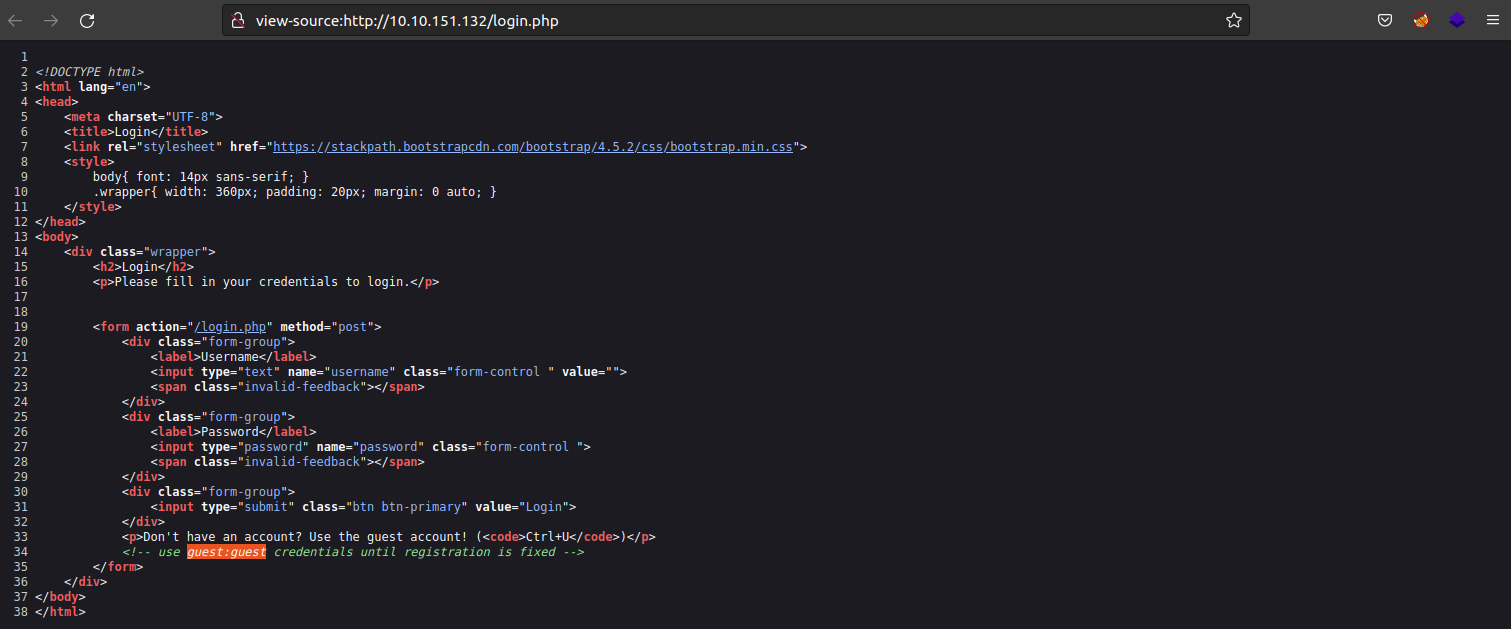 view-source:http://10.10.151.132/login.php
1
2 <!DOCTYPE html>
3 <html lang="en">
4 <head>
5     <meta charset="UTF-8">
6     <title>Login</title>
7     <link rel="stylesheet" href="https://stackpath.bootstrapcdn.com/bootstrap/4.5.2/css/bootstrap.min.css">
8     <style>
9         body{ font: 14px sans-serif; }
10         .wrapper{ width: 360px; padding: 20px; margin: 0 auto; }
11     </style>
12 </head>
13 <body>
14     <div class="wrapper">
15         <h2>Login</h2>
16         <p>Please fill in your credentials to login.</p>
17
18
19         <form action="/login.php" method="post">
20             <div class="form-group">
21                 <label>Username</label>
22                 <input type="text" name="username" class="form-control " value="">
23                 <span class="invalid-feedback"></span>
24             </div>
25             <div class="form-group">
26                 <label>Password</label>
27                 <input type="password" name="password" class="form-control ">
28                 <span class="invalid-feedback"></span>
29             </div>
30             <div class="form-group">
31                 <input type="submit" class="btn btn-primary" value="Login">
32             </div>
33             <p>Don't have an account? Use the guest account! (<code>Ctrl+U</code>)</p>
34             <!-- use guest:guest credentials until registration is fixed -->
35         </form>
36     </div>
37 </body>
38 </html>